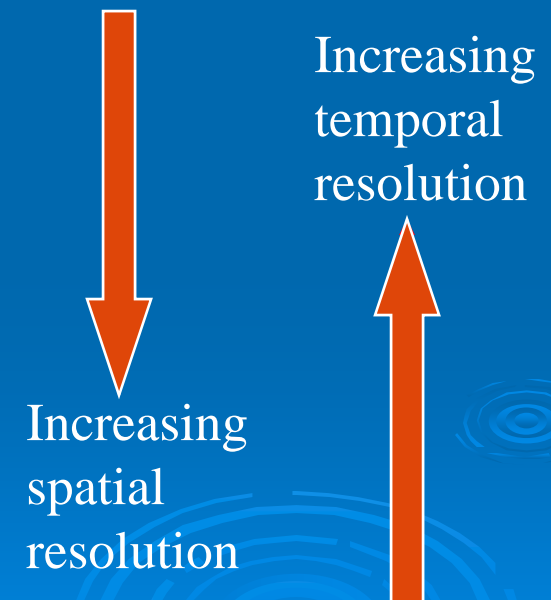 Increasing
temporal
resolution
Increasing
spatial
resolution